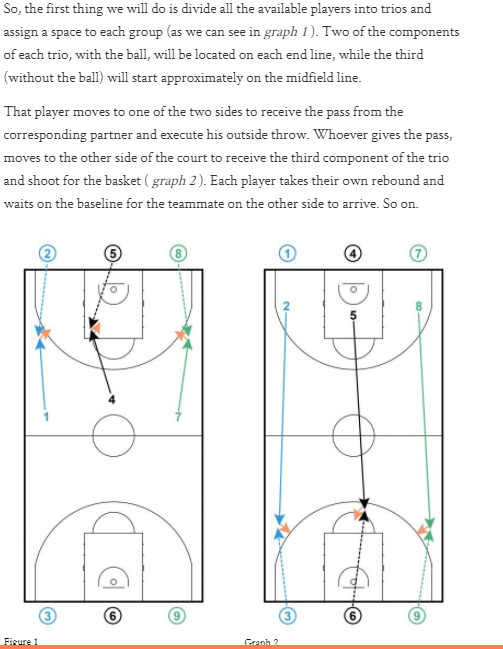 So, the first thing we will do is divide all the available players into trios and
assign a space to each group (as we can see in graph 1 ). Two of the components
of each trio, with the ball, will be located on each end line, while the third
(without the ball) will start approximately on the midfield line.
That player moves to one of the two sides to receive the pass from the
corresponding partner and execute his outside throw. Whoever gives the pass,
moves to the other side of the court to receive the third component of the trio
and shoot for the basket ( graph 2 ). Each player takes their own rebound and
waits on the baseline for the teammate on the other side to arrive. So on.
2 5 8
4
1 7
3 6 9
Figure 1
1 4 7
2 5 8
3 6 9
Graph 2